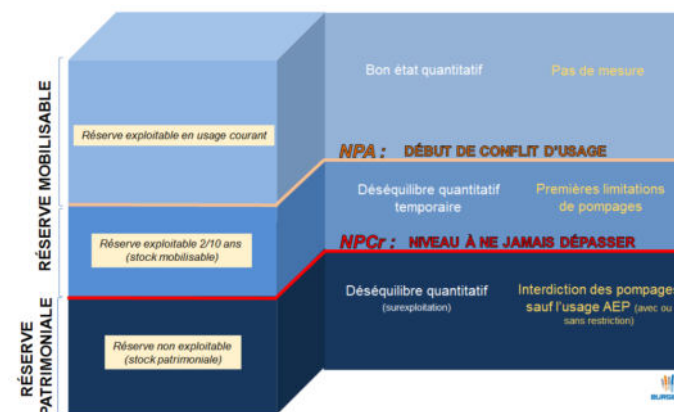 RÉSERVE MOBILISABLE
Réserve exploitable en usage courant
Bon état quantitatif
Pas de mesure
NPA : DÉBUT DE CONFLIT D'USAGE
Réserve exploitable 2/10 ans
(stock mobilisable)
Déséquilibre quantitatif
temporaire
Premières limitations
de pompages
NPCr : NIVEAU À NE JAMAIS DÉPASSER
RÉSERVE
PATRIMONIALE
Réserve non exploitable
(stock patrimoniale)
Déséquilibre quantitatif
(surexploitation)
Interdiction des pompages
sauf l'usage AEP (avec ou
sans restriction)